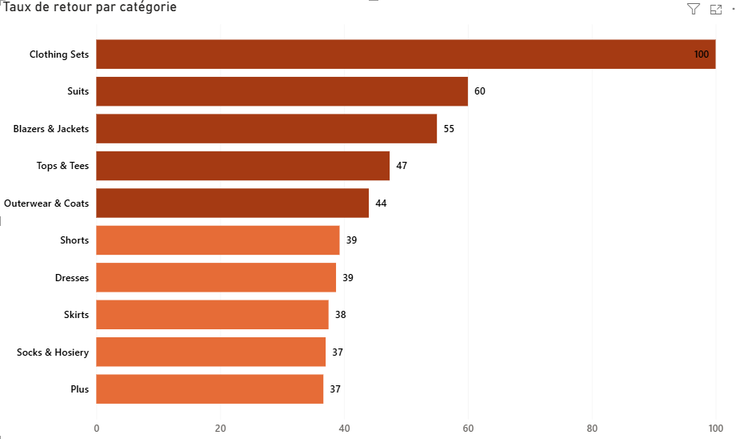 Taux de retour par catégorie
Clothing Sets 100
Suits 60
Blazers & Jackets 55
Tops & Tees 47
Outerwear & Coats 44
Shorts 39
Dresses 39
Skirts 38
Socks & Hosiery 37
Plus 37
0 20 40 60 80 100